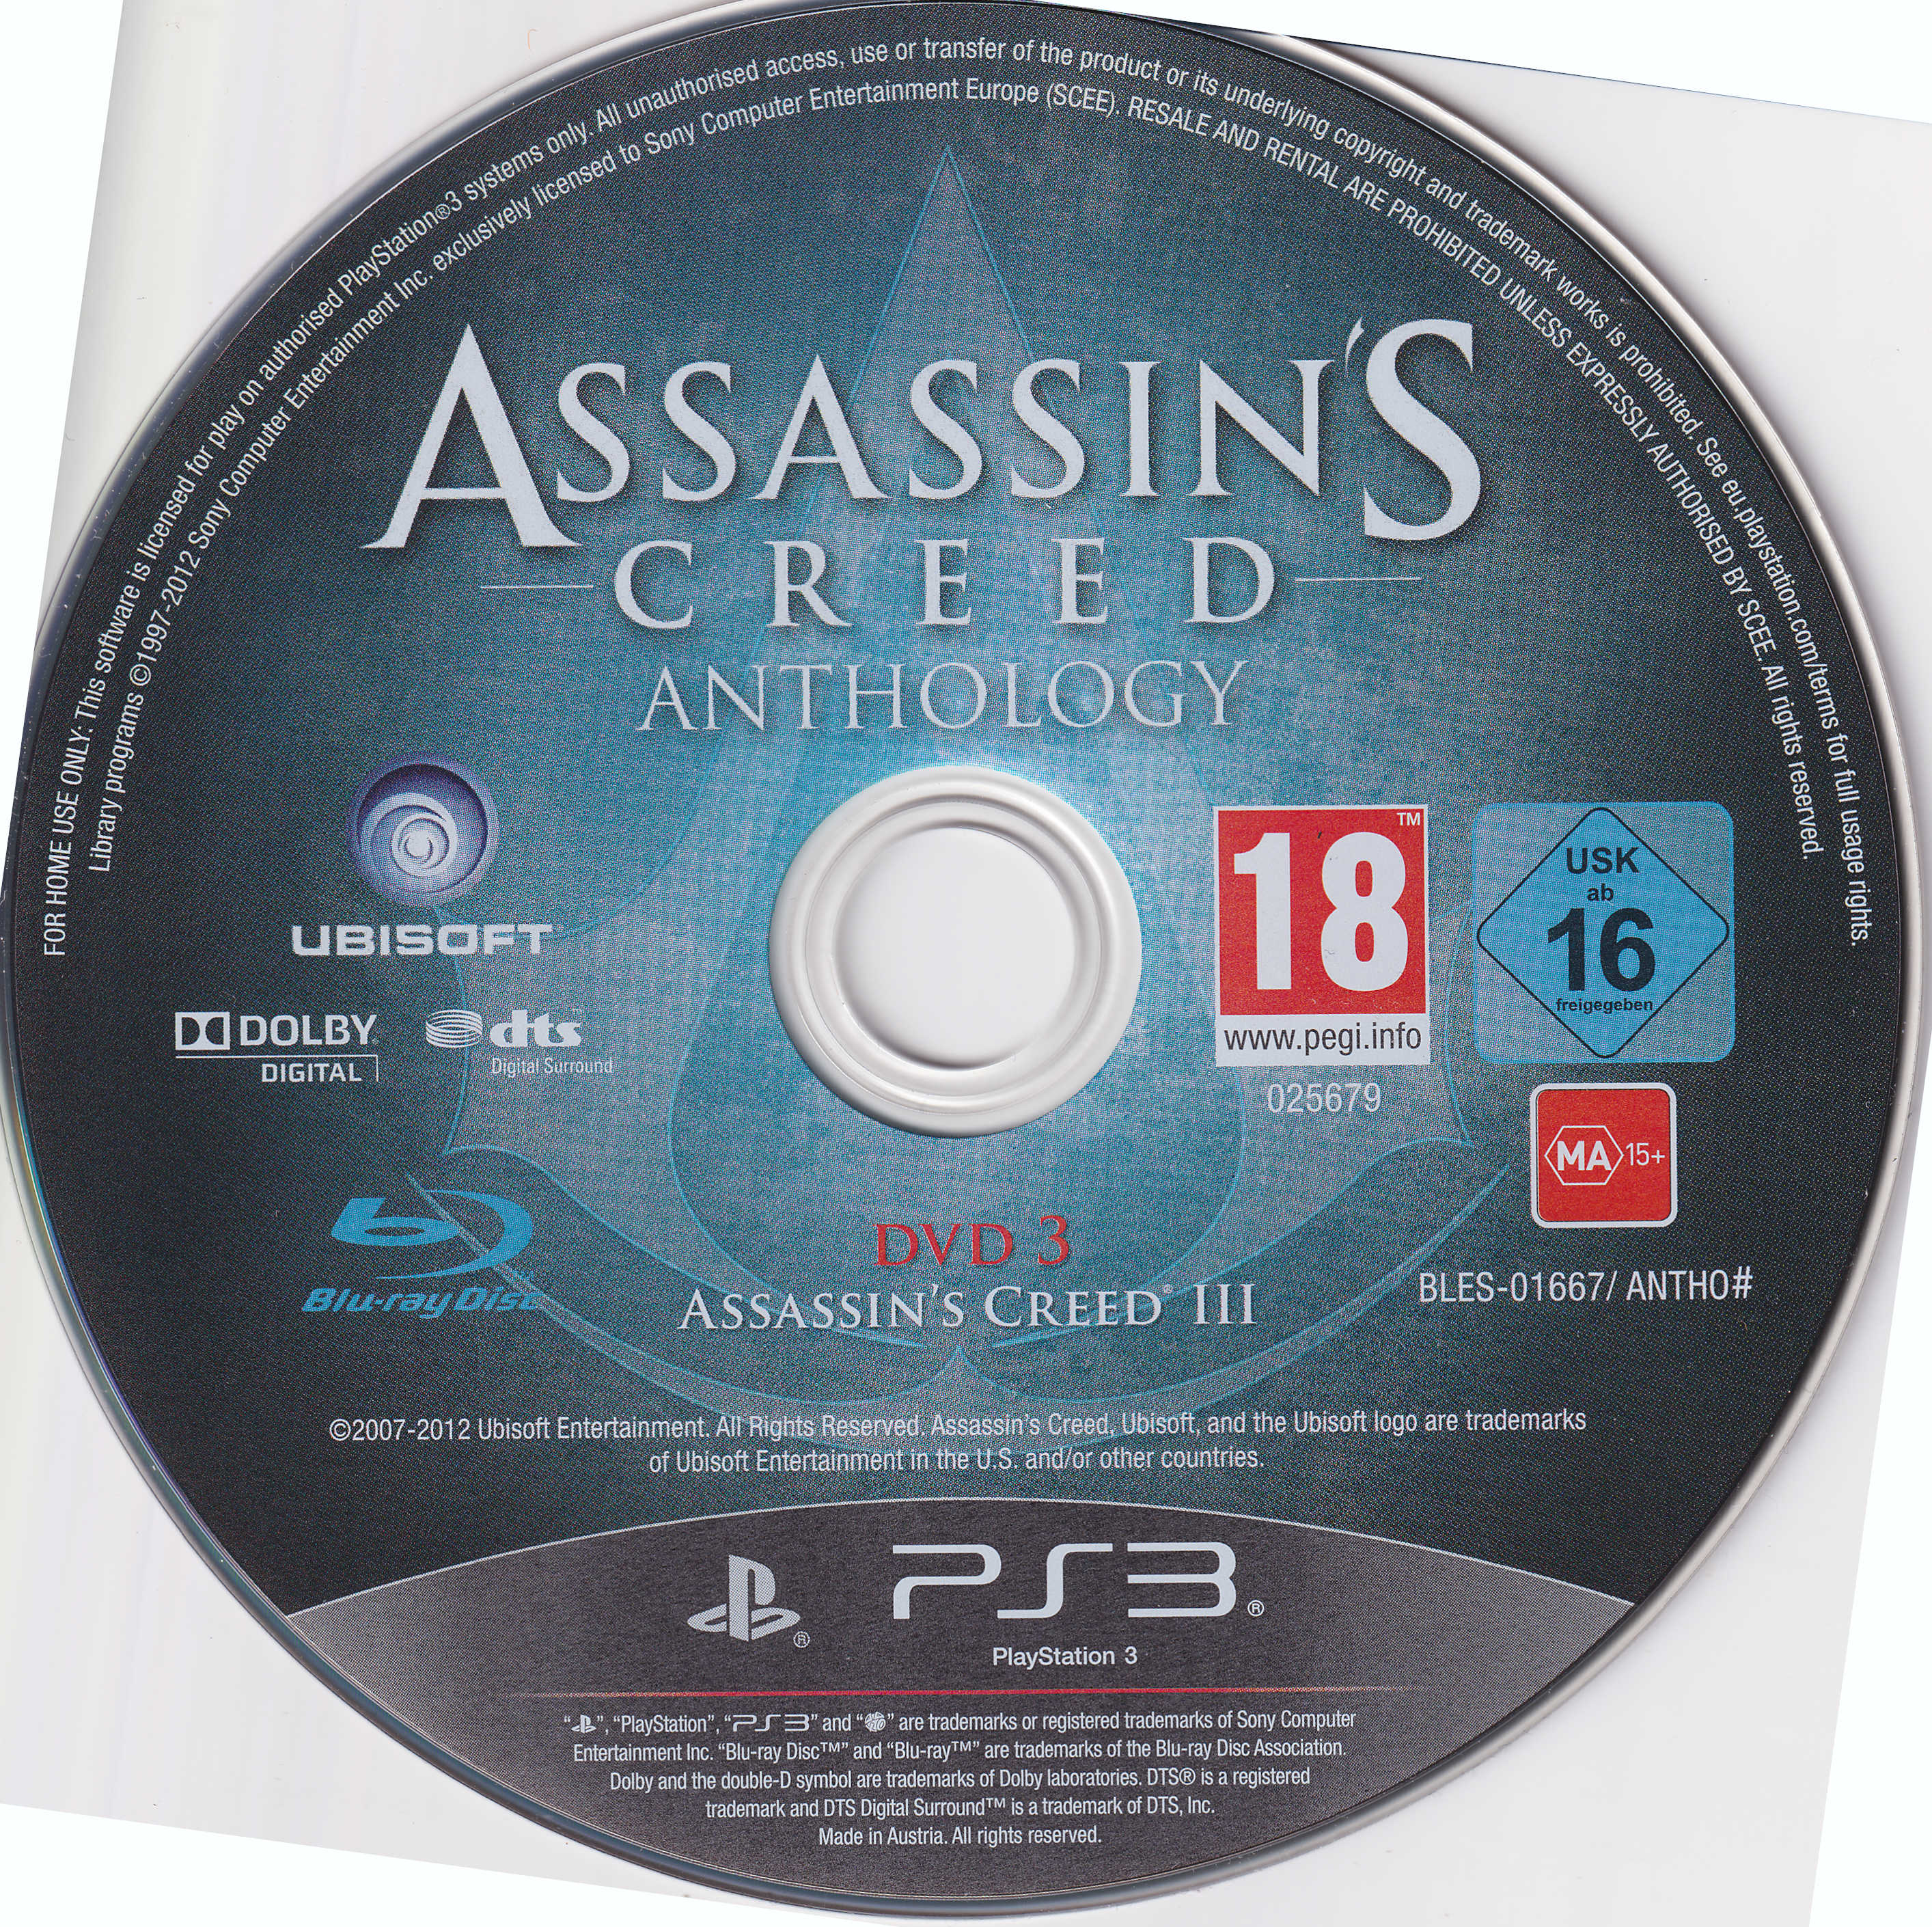 FOR HOME USE ONLY: This software is licensed for play on authorised PlayStation®3 systems only. All unauthorised access, use or transfer of the product or its underlying copyright and trademark works is prohibited. See eu.playstation.com/terms for full usage rights.
Library programs ©1997-2012 Sony Computer Entertainment Inc. exclusively licensed to Sony Computer Entertainment Europe (SCEE). RESALE AND RENTAL ARE PROHIBITED UNLESS EXPRESSLY AUTHORISED BY SCEE. All rights reserved.
ASSASSIN'S
CREED
ANTHOLOGY
UBISOFT
DOLBY
DIGITAL
dts
Digital Surround
18 ™
www.pegi.info
025679
USK
ab
16
freigegeben
MA 15+
Blu-ray Disc
DVD 3
ASSASSIN'S CREED® III
BLES-01667/ ANTHO#
©2007-2012 Ubisoft Entertainment. All Rights Reserved. Assassin's Creed, Ubisoft, and the Ubisoft logo are trademarks
of Ubisoft Entertainment in the U.S. and/or other countries.
® PS3®
PlayStation 3
“ ”, “PlayStation”, “PS3” and “ ” are trademarks or registered trademarks of Sony Computer
Entertainment Inc. “Blu-ray Disc™” and “Blu-ray™” are trademarks of the Blu-ray Disc Association.
Dolby and the double-D symbol are trademarks of Dolby laboratories. DTS® is a registered
trademark and DTS Digital Surround™ is a trademark of DTS, Inc.
Made in Austria. All rights reserved.